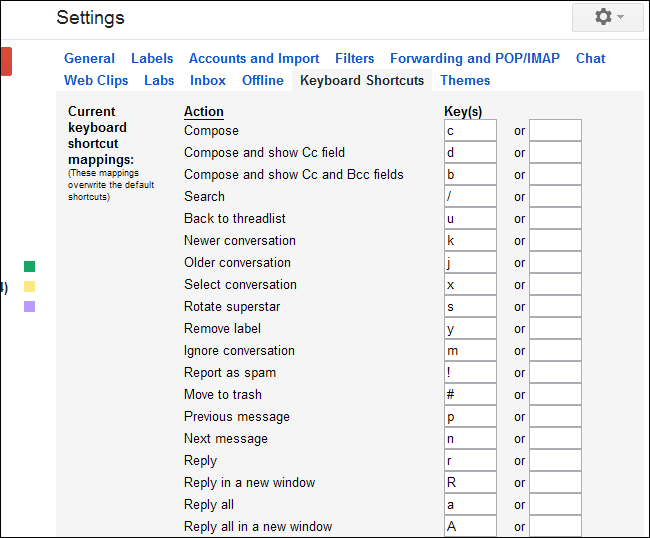 Settings
General Labels Accounts and Import Filters Forwarding and POP/IMAP Chat
Web Clips Labs Inbox Offline Keyboard Shortcuts Themes
Current
keyboard
shortcut
mappings:
(These mappings
overwrite the default
shortcuts)
Action Key(s)
Compose c or
Compose and show Cc field d or
Compose and show Cc and Bcc fields b or
Search / or
Back to threadlist u or
Newer conversation k or
Older conversation j or
Select conversation x or
Rotate superstar s or
Remove label y or
Ignore conversation m or
Report as spam ! or
Move to trash # or
Previous message p or
Next message n or
Reply r or
Reply in a new window R or
Reply all a or
Reply all in a new window A or
4)